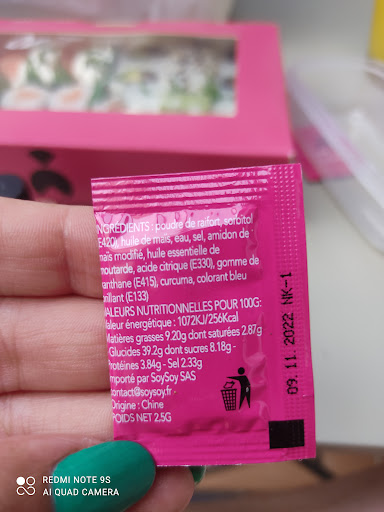 NGRÉDIENTS : poudre de raifort, sorbitol
(E420), huile de maïs, eau, sel, amidon de
maïs modifié, huile essentielle de
moutarde, acide citrique (E330), gomme de
xanthane (E415), curcuma, colorant bleu
brillant (E133)
VALEURS NUTRITIONNELLES POUR 100G:
Valeur énergétique : 1072KJ/256Kcal
Matières grasses 9.20g dont saturées 2.87g
-Glucides 39.2g dont sucres 8.18g -
Protéines 3.84g - Sel 2.33g
Importé par SoySoy SAS
contact@soysoy.fr
Origine : Chine
POIDS NET 2,5G
09.11.2022 NK-1
REDMI NOTE 9S
AI QUAD CAMERA